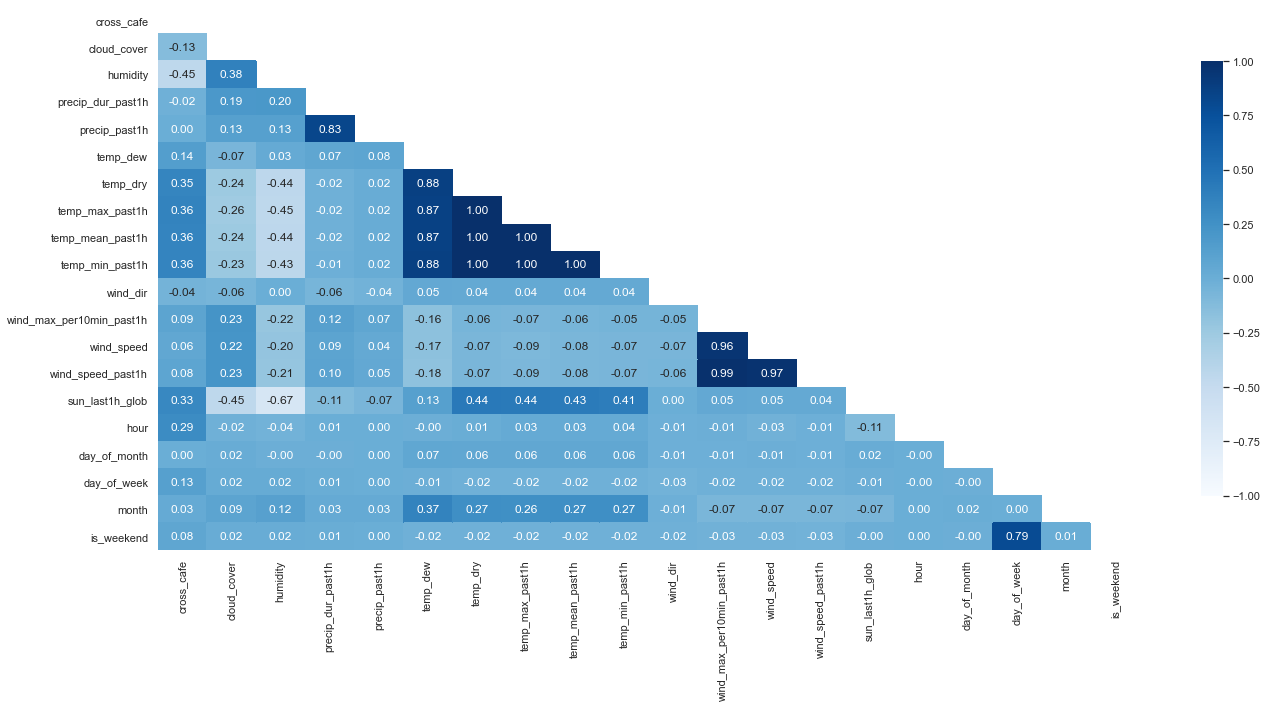 cross_cafe
cloud_cover -0.13
humidity -0.45 0.38
precip_dur_past1h -0.02 0.19 0.20
precip_past1h 0.00 0.13 0.13 0.83
temp_dew 0.14 -0.07 0.03 0.07 0.08
temp_dry 0.35 -0.24 -0.44 -0.02 0.02 0.88
temp_max_past1h 0.36 -0.26 -0.45 -0.02 0.02 0.87 1.00
temp_mean_past1h 0.36 -0.24 -0.44 -0.02 0.02 0.87 1.00 1.00
temp_min_past1h 0.36 -0.23 -0.43 -0.01 0.02 0.88 1.00 1.00 1.00
wind_dir -0.04 -0.06 0.00 -0.06 -0.04 0.05 0.04 0.04 0.04 0.04
wind_max_per10min_past1h 0.09 0.23 -0.22 0.12 0.07 -0.16 -0.06 -0.07 -0.06 -0.05 -0.05
wind_speed 0.06 0.22 -0.20 0.09 0.04 -0.17 -0.07 -0.09 -0.08 -0.07 -0.07 0.96
wind_speed_past1h 0.08 0.23 -0.21 0.10 0.05 -0.18 -0.07 -0.09 -0.08 -0.07 -0.06 0.99 0.97
sun_last1h_glob 0.33 -0.45 -0.67 -0.11 -0.07 0.13 0.44 0.44 0.43 0.41 0.00 0.05 0.05 0.04
hour 0.29 -0.02 -0.04 0.01 0.00 -0.00 0.01 0.03 0.03 0.04 -0.01 -0.01 -0.03 -0.01 -0.11
day_of_month 0.00 0.02 -0.00 -0.00 0.00 0.07 0.06 0.06 0.06 0.06 -0.01 -0.01 -0.01 -0.01 0.02 -0.00
day_of_week 0.13 0.02 0.02 0.01 0.00 -0.01 -0.02 -0.02 -0.02 -0.02 -0.03 -0.02 -0.02 -0.02 -0.01 -0.00 -0.00
month 0.03 0.09 0.12 0.03 0.03 0.37 0.27 0.26 0.27 0.27 -0.01 -0.07 -0.07 -0.07 -0.07 0.00 0.02 0.00
is_weekend 0.08 0.02 0.02 0.01 0.00 -0.02 -0.02 -0.02 -0.02 -0.02 -0.02 -0.03 -0.03 -0.03 -0.00 0.00 -0.00 0.79 0.01
cross_cafe
cloud_cover
humidity
precip_dur_past1h
precip_past1h
temp_dew
temp_dry
temp_max_past1h
temp_mean_past1h
temp_min_past1h
wind_dir
wind_max_per10min_past1h
wind_speed
wind_speed_past1h
sun_last1h_glob
hour
day_of_month
day_of_week
month
is_weekend
1.00
0.75
0.50
0.25
0.00
−0.25
−0.50
−0.75
−1.00